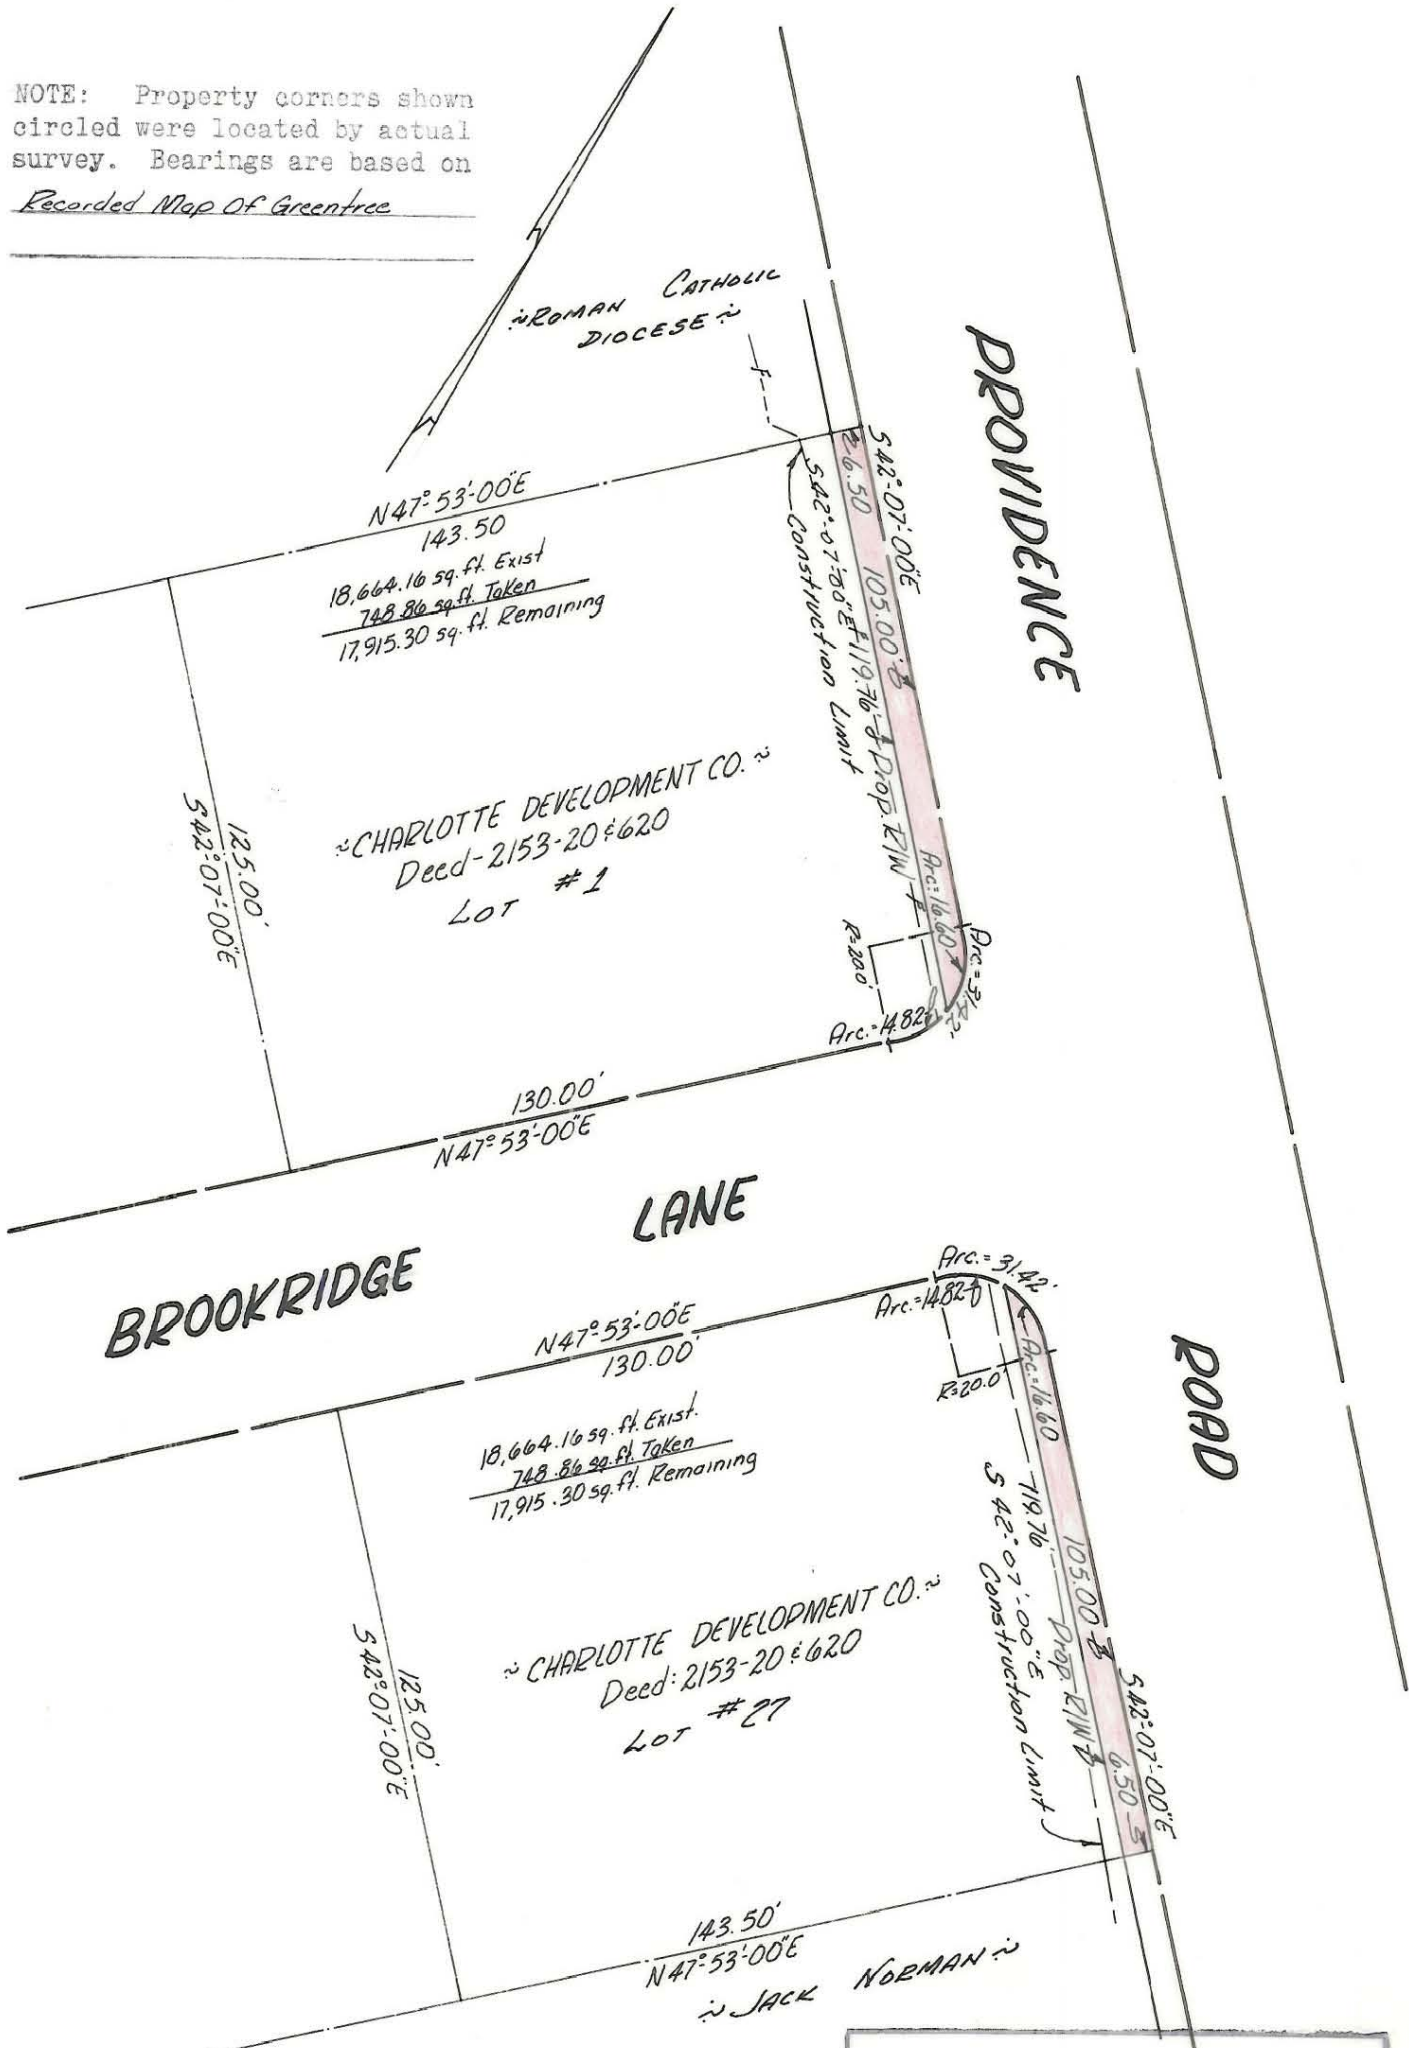 NOTE: Property corners shown
circled were located by actual
survey. Bearings are based on
Recorded Map Of Greentree
~ROMAN CATHOLIC
DIOCESE~
PROVIDENCE
N47°-53'-00"E
143.50
18,664.16 sq.ft. Exist
748.86 sq.ft. Taken
17,915.30 sq.ft. Remaining
S42°-07'-00"E
6.50
105.00'
S42°-07'-00"E
119.76'
Prop. R/W
Construction Limit
~CHARLOTTE DEVELOPMENT CO.~
Deed-2153-20&620
LOT #1
125.00'
S42°-07'-00"E
Arc.=16.60
Arc.=31.42'
R=20.0'
Arc.=14.82
130.00'
N47°-53'-00"E
BROOKRIDGE LANE
Arc.=31.42'
Arc.=14.82
N47°-53'-00"E
130.00'
R=20.0'
Arc.=16.60
ROAD
18,664.16 sq.ft. Exist.
748.86 sq.ft. Taken
17,915.30 sq.ft. Remaining
119.76'
Prop. R/W
S42°-07'-00"E
Construction Limit
105.00
S42°-07'-00"E
6.50
~CHARLOTTE DEVELOPMENT CO.~
Deed: 2153-20&620
LOT #27
125.00'
S42°-07'-00"E
143.50'
N47°-53'-00"E
~JACK NORMAN~